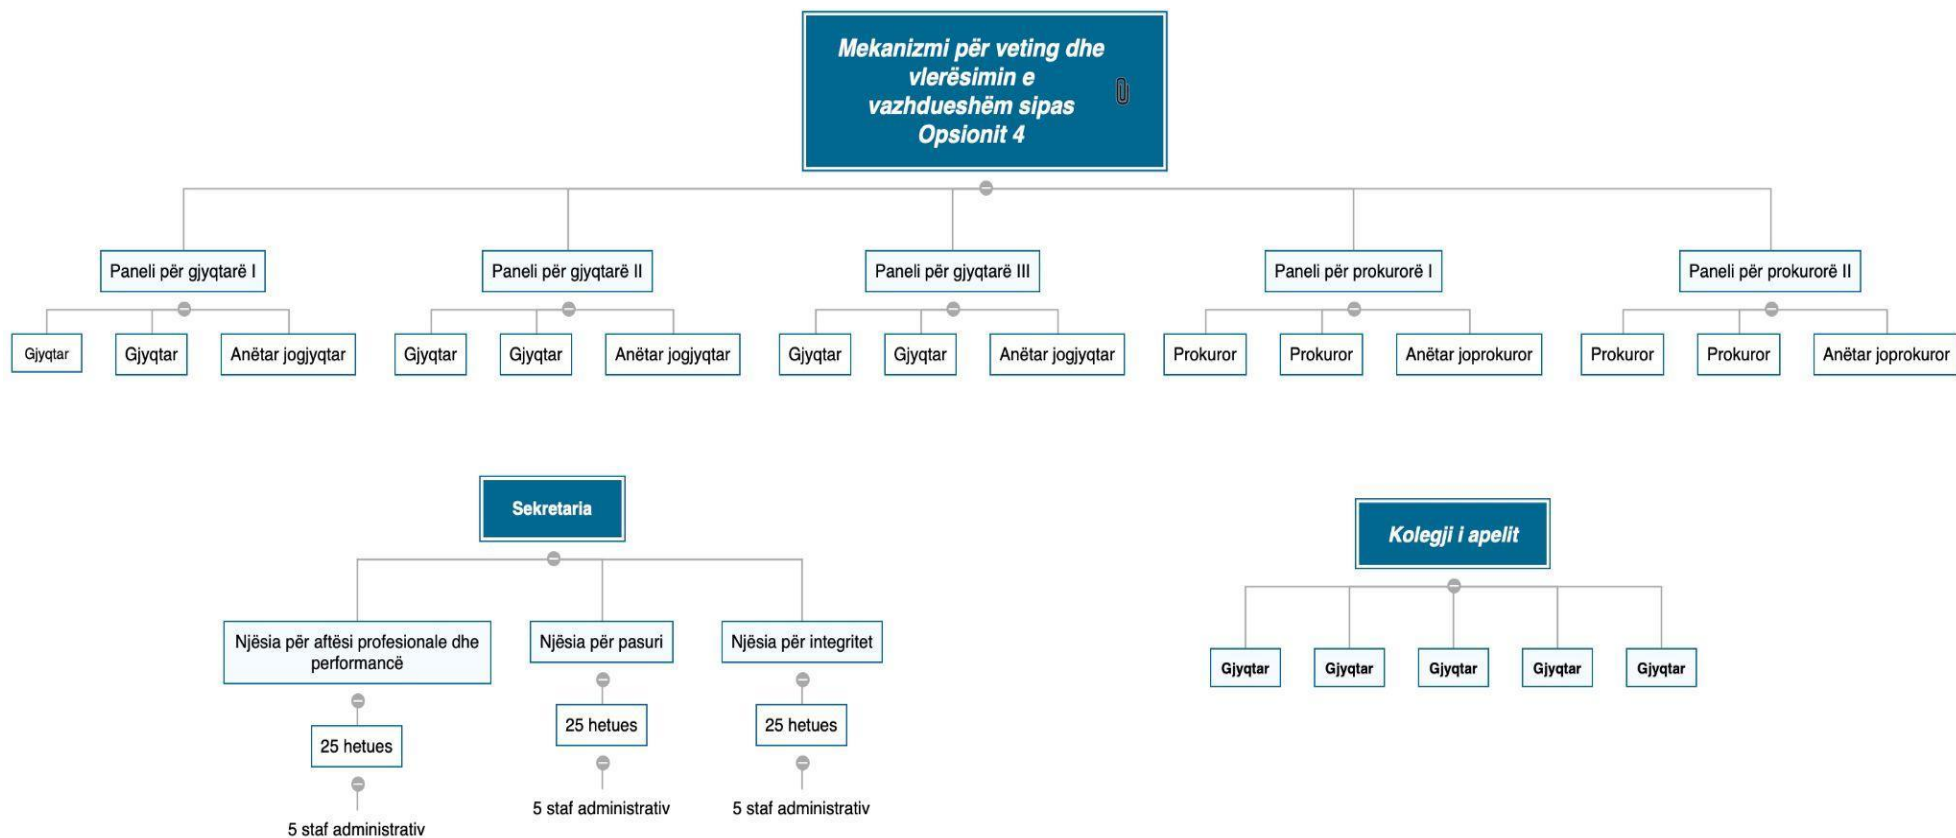 Mekanizmi për veting dhe
vlerësimin e
vazhdueshëm sipas
Opsionit 4
Paneli për gjyqtarë I
Paneli për gjyqtarë II
Paneli për gjyqtarë III
Paneli për prokurorë I
Paneli për prokurorë II
Gjyqtar
Gjyqtar
Anëtar jogjyqtar
Gjyqtar
Gjyqtar
Anëtar jogjyqtar
Gjyqtar
Gjyqtar
Anëtar jogjyqtar
Prokuror
Prokuror
Anëtar joprokuror
Prokuror
Prokuror
Anëtar joprokuror
Sekretaria
Njësia për aftësi profesionale dhe
performancë
Njësia për pasuri
Njësia për integritet
25 hetues
25 hetues
25 hetues
5 staf administrativ
5 staf administrativ
5 staf administrativ
Kolegji i apelit
Gjyqtar
Gjyqtar
Gjyqtar
Gjyqtar
Gjyqtar